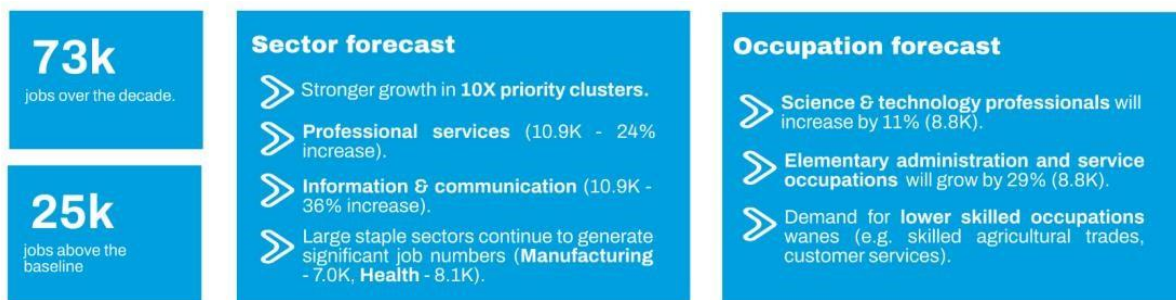 73k
jobs over the decade.
25k
jobs above the
baseline
Sector forecast
Stronger growth in 10X priority clusters.
Professional services (10.9K - 24%
increase).
Information & communication (10.9K -
36% increase).
Large staple sectors continue to generate
significant job numbers (Manufacturing
- 7.0K, Health - 8.1K).
Occupation forecast
Science & technology professionals will
increase by 11% (8.8K).
Elementary administration and service
occupations will grow by 29% (8.8K).
Demand for lower skilled occupations
wanes (e.g. skilled agricultural trades,
customer services).